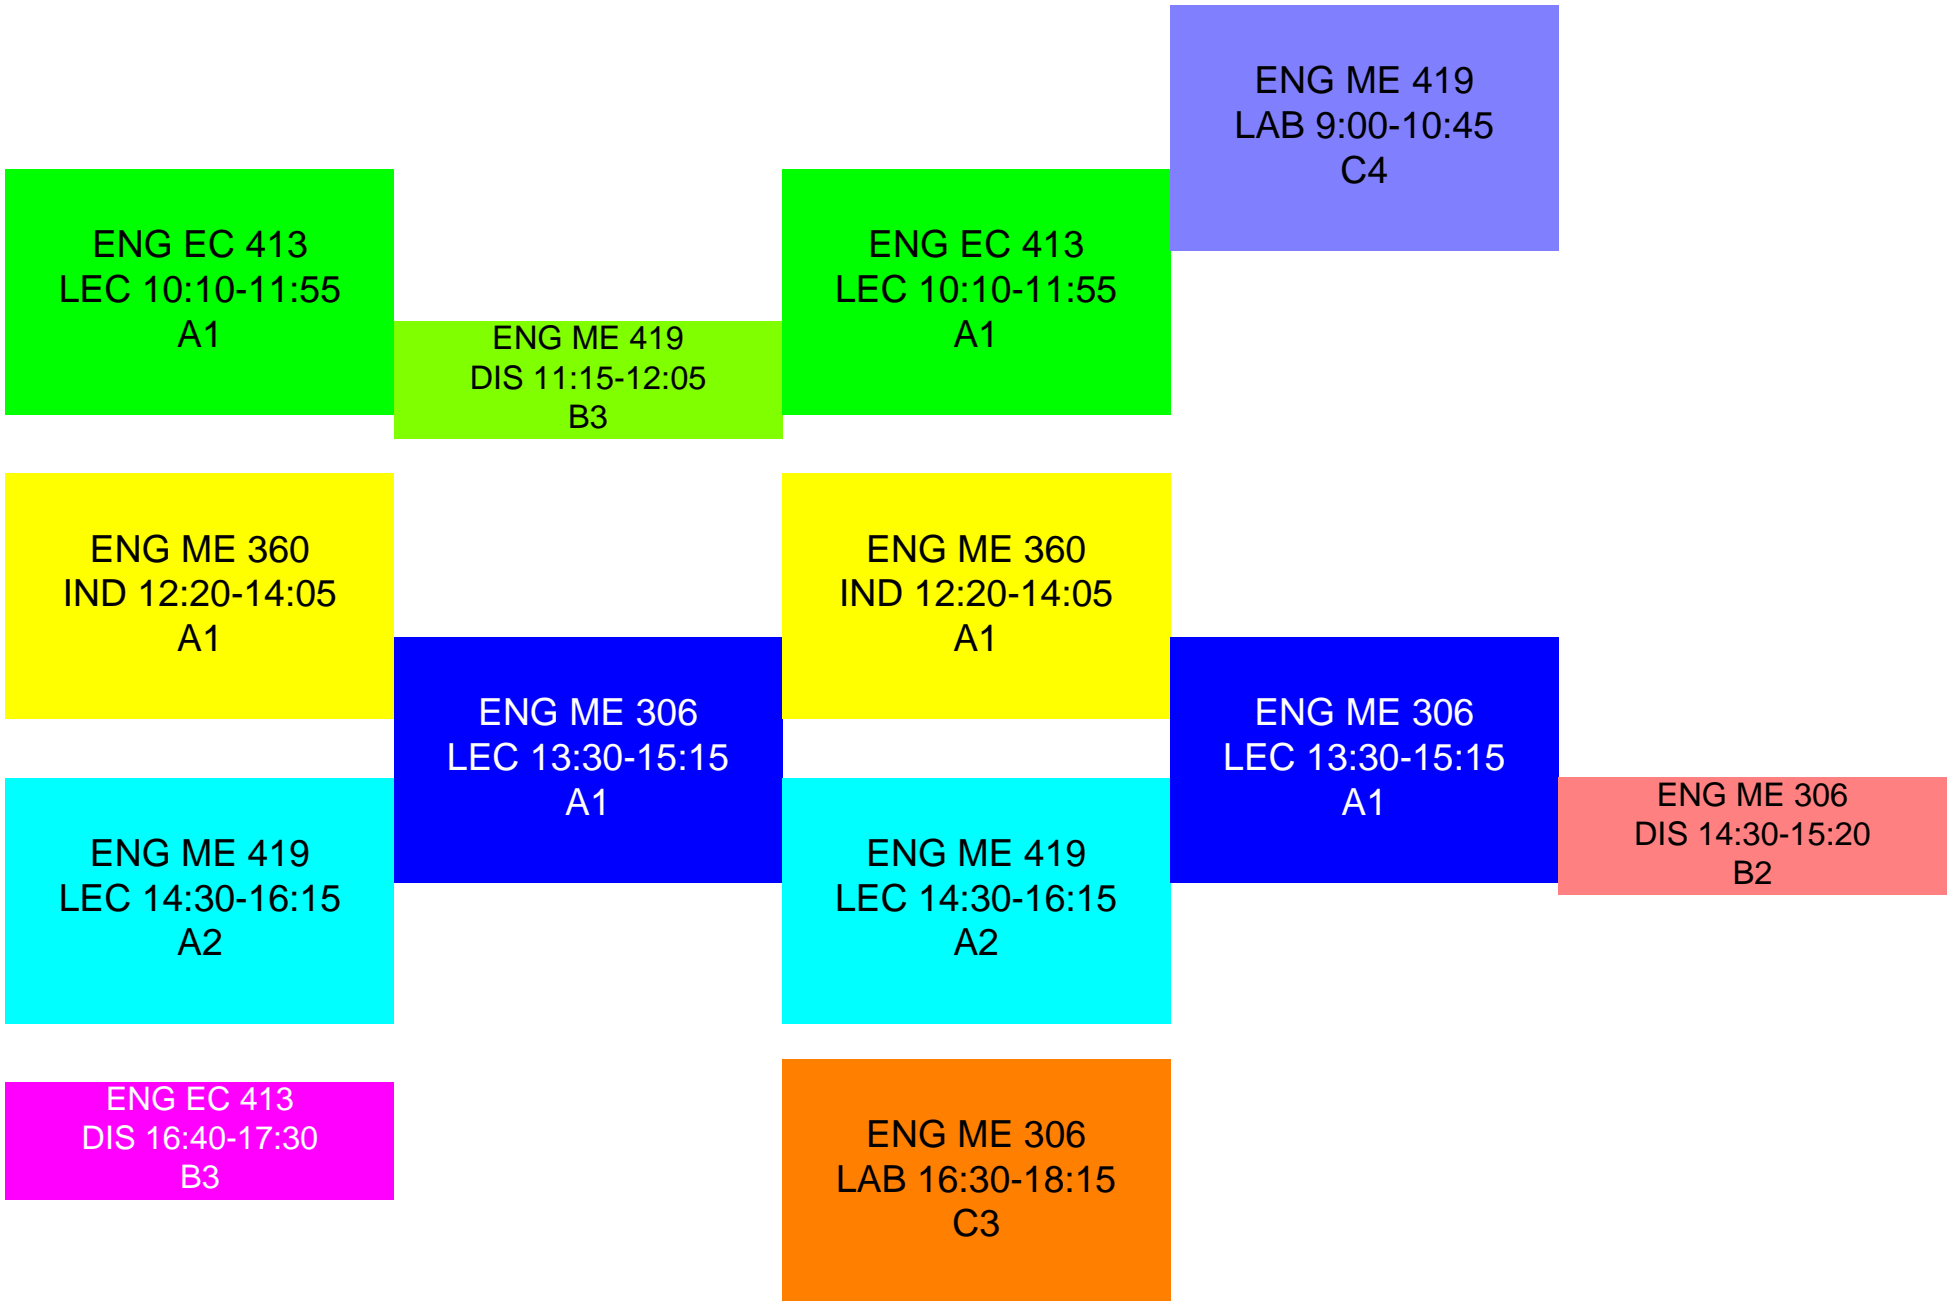 ENG ME 419
LAB 9:00-10:45
C4
ENG EC 413
LEC 10:10-11:55
A1
ENG EC 413
LEC 10:10-11:55
A1
ENG ME 419
DIS 11:15-12:05
B3
ENG ME 360
IND 12:20-14:05
A1
ENG ME 360
IND 12:20-14:05
A1
ENG ME 306
LEC 13:30-15:15
A1
ENG ME 306
LEC 13:30-15:15
A1
ENG ME 419
LEC 14:30-16:15
A2
ENG ME 419
LEC 14:30-16:15
A2
ENG ME 306
DIS 14:30-15:20
B2
ENG EC 413
DIS 16:40-17:30
B3
ENG ME 306
LAB 16:30-18:15
C3